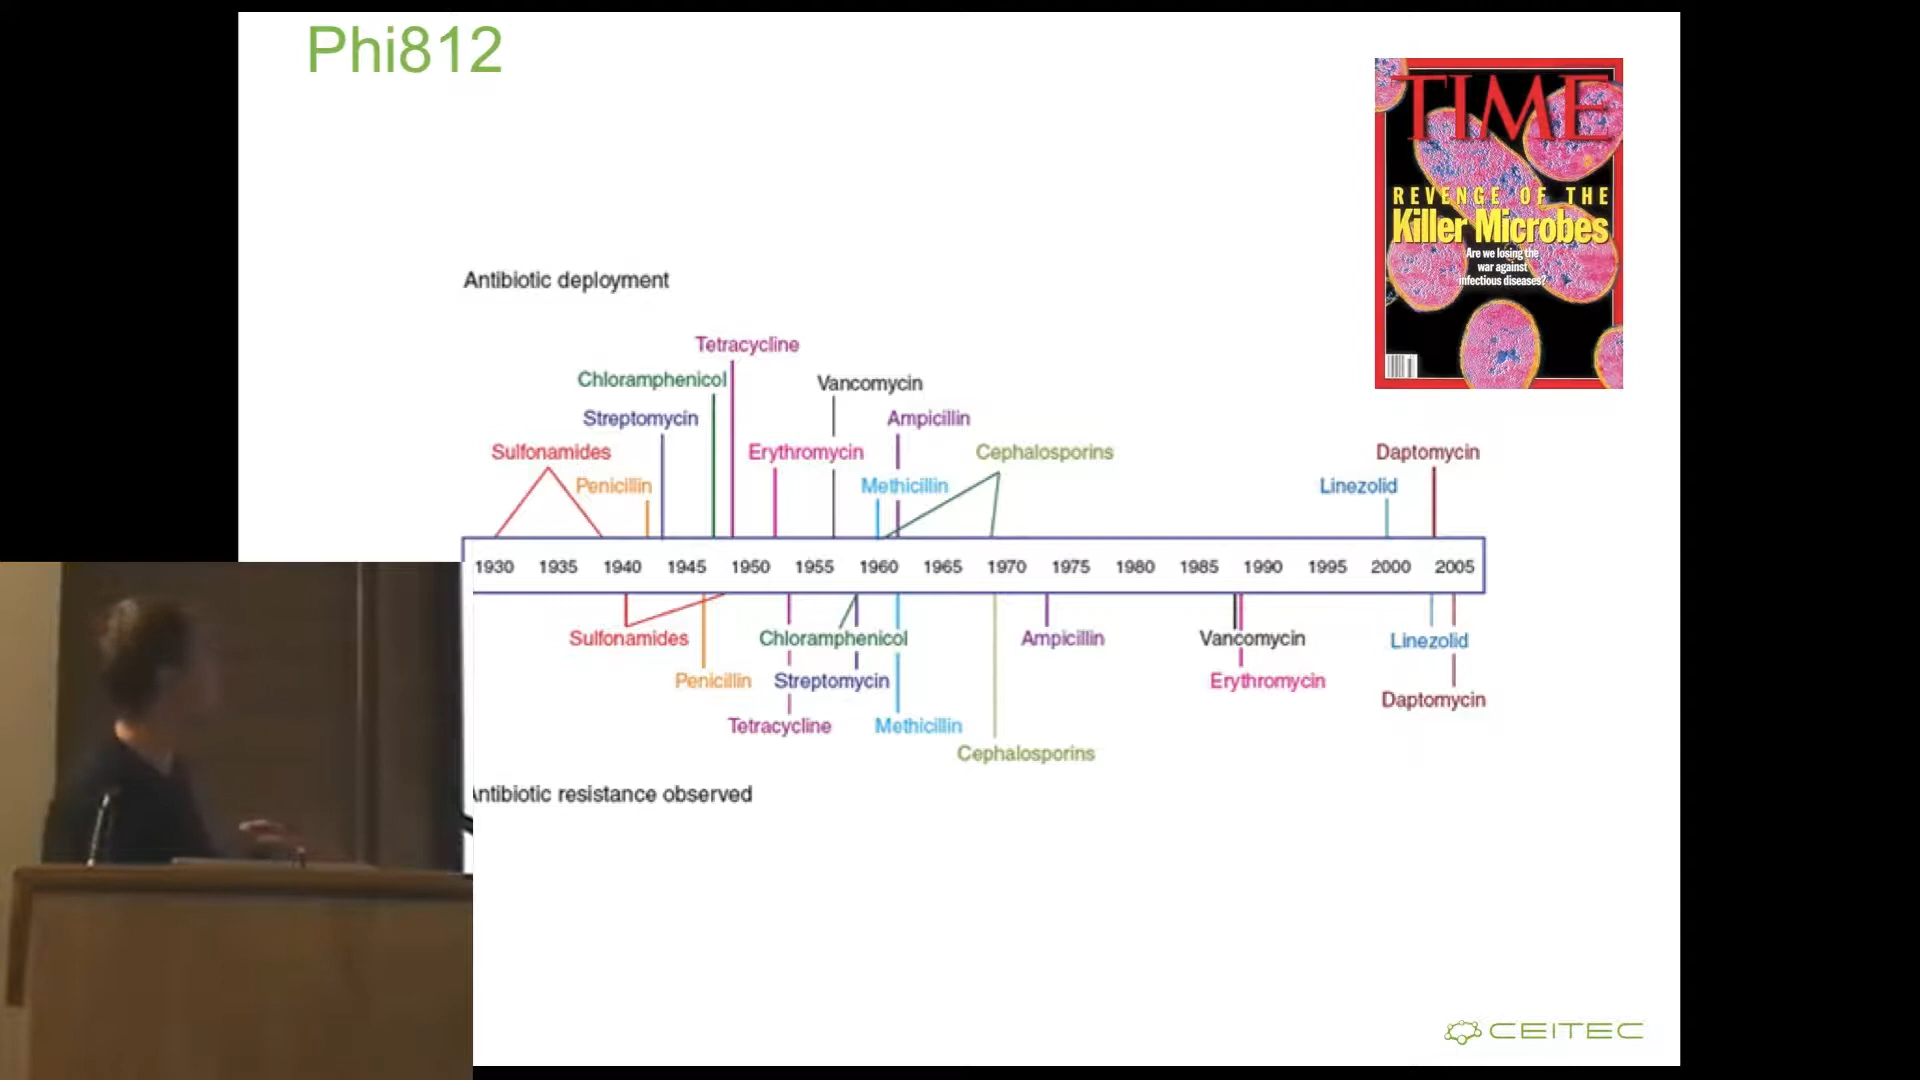 Phi812
TIME
REVENGE OF THE
Killer Microbes
Are we losing the
war against
infectious diseases?
Antibiotic deployment
Tetracycline
Chloramphenicol
Vancomycin
Streptomycin
Ampicillin
Sulfonamides
Erythromycin
Cephalosporins
Daptomycin
Penicillin
Methicillin
Linezolid
1930 1935 1940 1945 1950 1955 1960 1965 1970 1975 1980 1985 1990 1995 2000 2005
Sulfonamides
Chloramphenicol
Ampicillin
Vancomycin
Linezolid
Penicillin
Streptomycin
Erythromycin
Daptomycin
Tetracycline
Methicillin
Cephalosporins
Antibiotic resistance observed
CEITEC